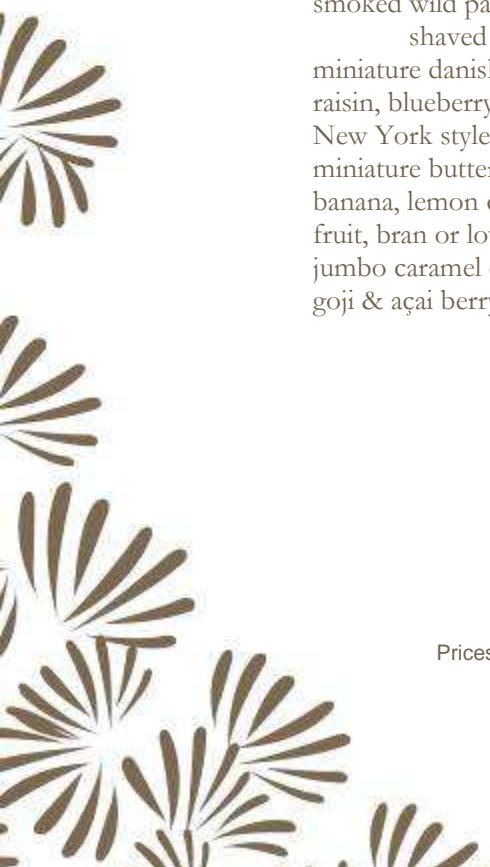 smoked wild
shaved
miniature
raisin, blueberry
New York style
miniature
banana, lemon
fruit, bran or
jumbo caramel
goji & açai
Prices